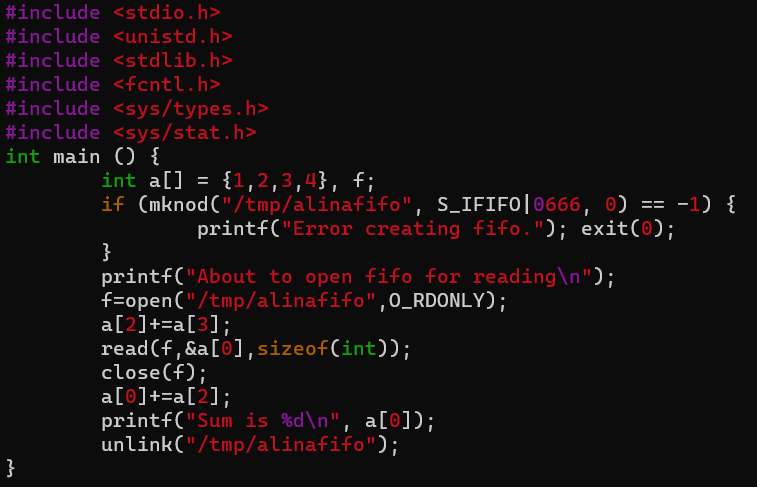 #include <stdio.h>
#include <unistd.h>
#include <stdlib.h>
#include <fcntl.h>
#include <sys/types.h>
#include <sys/stat.h>
int main () {
        int a[] = {1,2,3,4}, f;
        if (mknod("/tmp/alinafifo", S_IFIFO|0666, 0) == -1) {
                printf("Error creating fifo."); exit(0);
        }
        printf("About to open fifo for reading\n");
        f=open("/tmp/alinafifo",O_RDONLY);
        a[2]+=a[3];
        read(f,&a[0],sizeof(int));
        close(f);
        a[0]+=a[2];
        printf("Sum is %d\n", a[0]);
        unlink("/tmp/alinafifo");
}